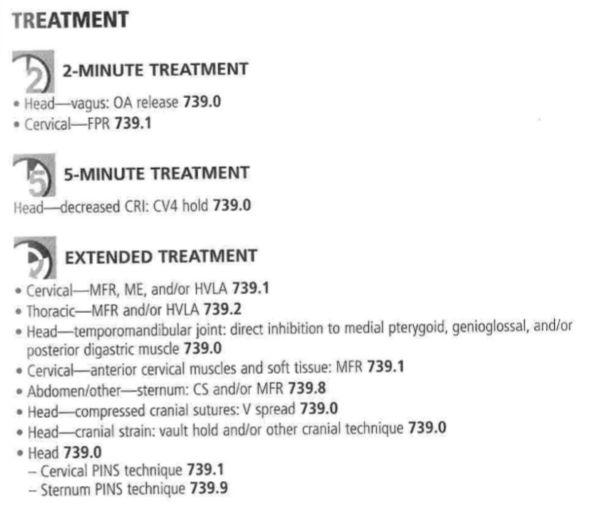 TREATMENT
2 2-MINUTE TREATMENT
• Head—vagus: OA release 739.0
• Cervical—FPR 739.1
5 5-MINUTE TREATMENT
Head—decreased CRI: CV4 hold 739.0
EXTENDED TREATMENT
• Cervical—MFR, ME, and/or HVLA 739.1
• Thoracic—MFR and/or HVLA 739.2
• Head—temporomandibular joint: direct inhibition to medial pterygoid, genioglossal, and/or
posterior digastric muscle 739.0
• Cervical—anterior cervical muscles and soft tissue: MFR 739.1
• Abdomen/other—sternum: CS and/or MFR 739.8
• Head—compressed cranial sutures: V spread 739.0
• Head—cranial strain: vault hold and/or other cranial technique 739.0
• Head 739.0
– Cervical PINS technique 739.1
– Sternum PINS technique 739.9